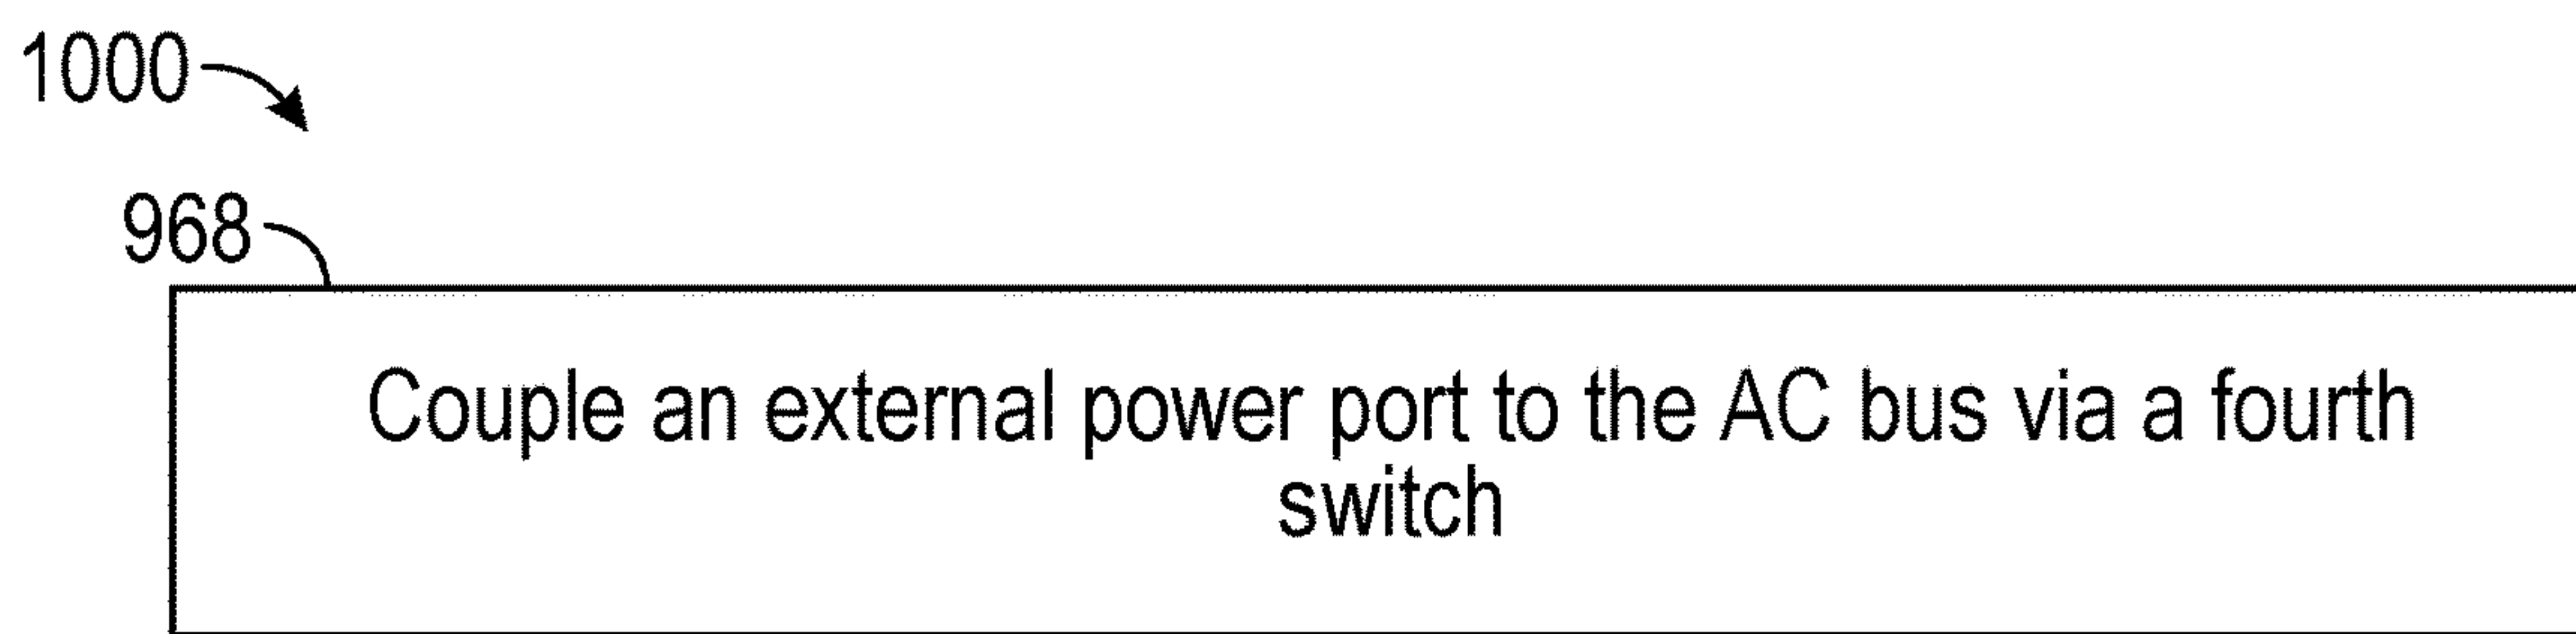 1000
968
Couple an external power port to the AC bus via a fourth
switch